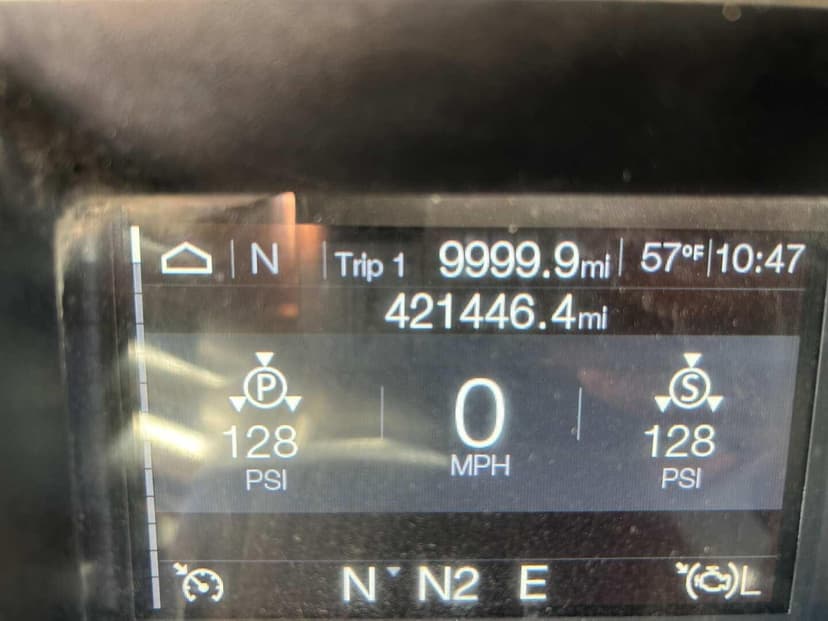 N Trip 1 9999.9mi 57°F 10:47
421446.4mi
P S
128 0 128
PSI MPH PSI
N N2 E L